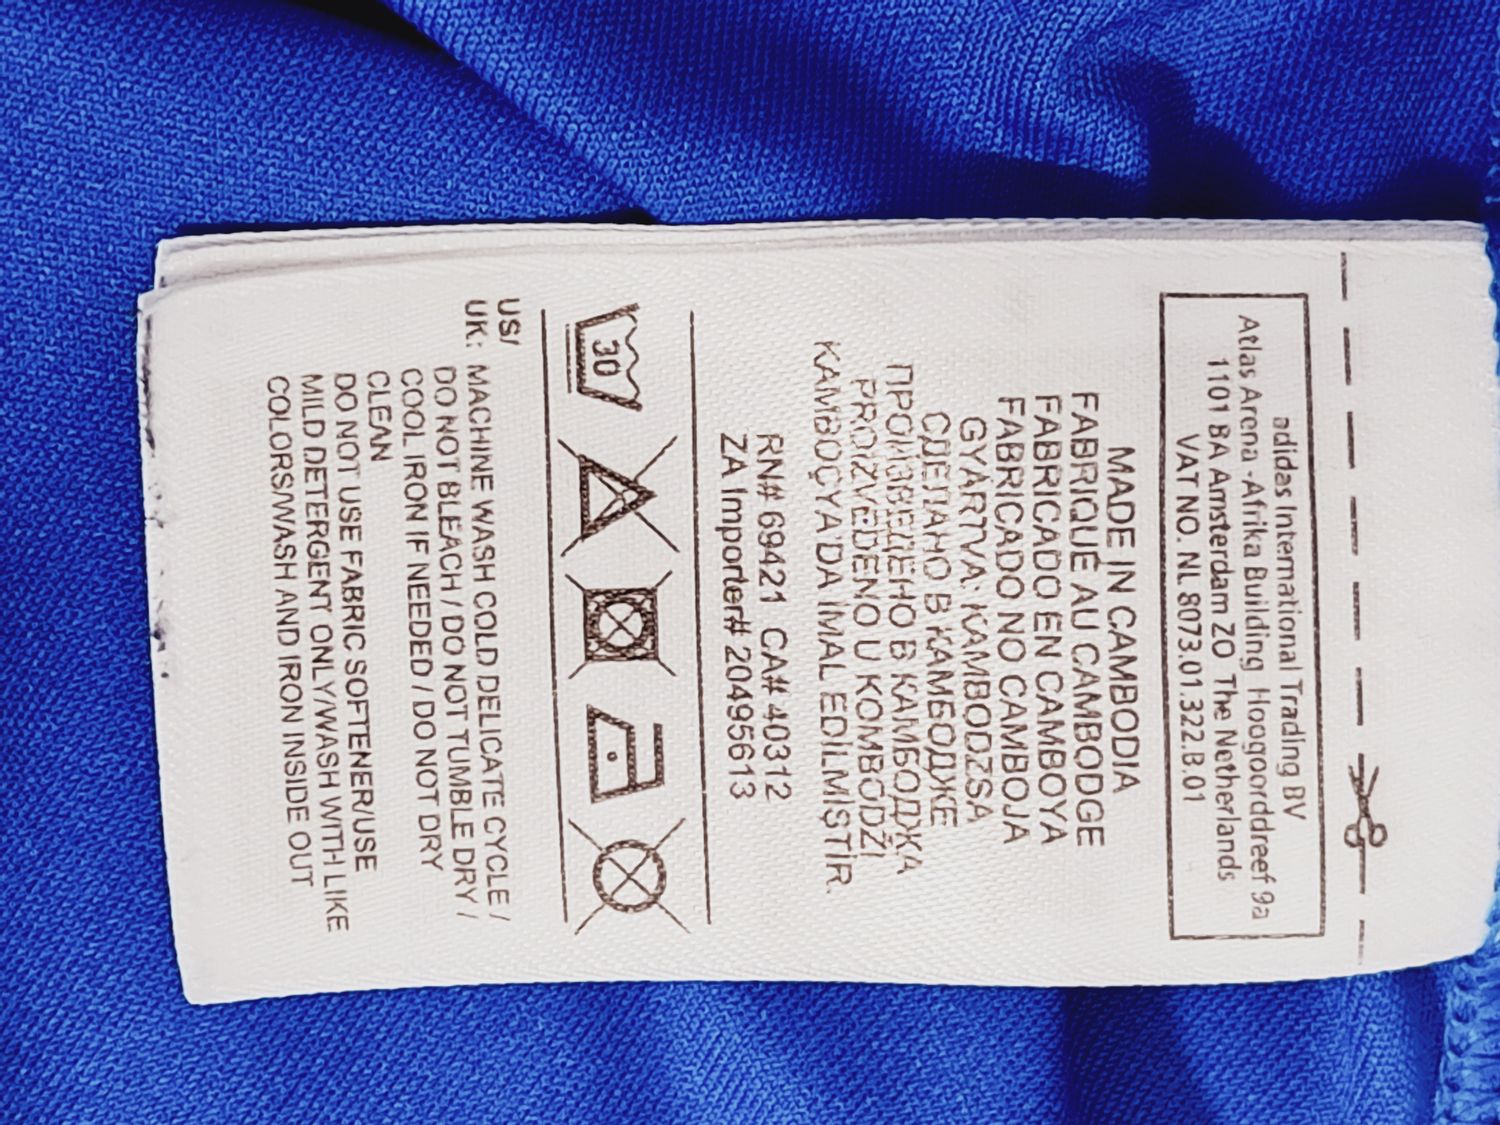 adidas International Trading BV
Atlas Arena -Afrika Building Hoogoorddreef 9a
1101 BA Amsterdam ZO The Netherlands
VAT NO. NL 8073.01.322.B.01
MADE IN CAMBODIA
FABRIQUÉ AU CAMBODGE
FABRICADO EN CAMBOYA
FABRICADO NO CAMBOJA
GYÁRTVA: KAMBODZSA
СДЕЛАНО В КАМБОДЖЕ
ПРОИЗВЕДЕНО В КАМБОДЖА
PROIZVEDENO U KOMBODŽI
KAMBOÇYA'DA İMAL EDİLMİŞTİR.
RN# 69421 CA# 40312
ZA Importer# 20495613
30
US/
UK: MACHINE WASH COLD DELICATE CYCLE /
DO NOT BLEACH / DO NOT TUMBLE DRY /
COOL IRON IF NEEDED / DO NOT DRY
CLEAN
DO NOT USE FABRIC SOFTENER/USE
MILD DETERGENT ONLY/WASH WITH LIKE
COLORS/WASH AND IRON INSIDE OUT